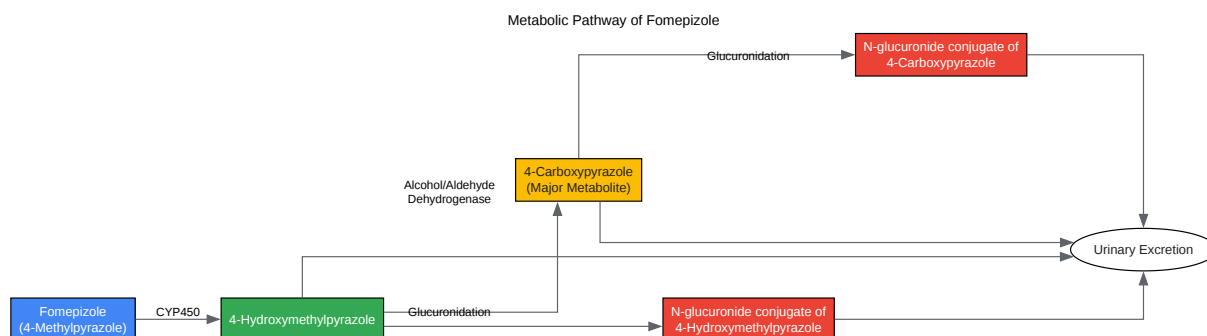 Metabolic Pathway of Fomepizole
N-glucuronide conjugate of
4-Carboxypyrazole
Glucuronidation
4-Carboxypyrazole
(Major Metabolite)
Alcohol/Aldehyde
Dehydrogenase
Urinary Excretion
Fomepizole
(4-Methylpyrazole)
CYP450
4-Hydroxymethylpyrazole
Glucuronidation
N-glucuronide conjugate of
4-Hydroxymethylpyrazole